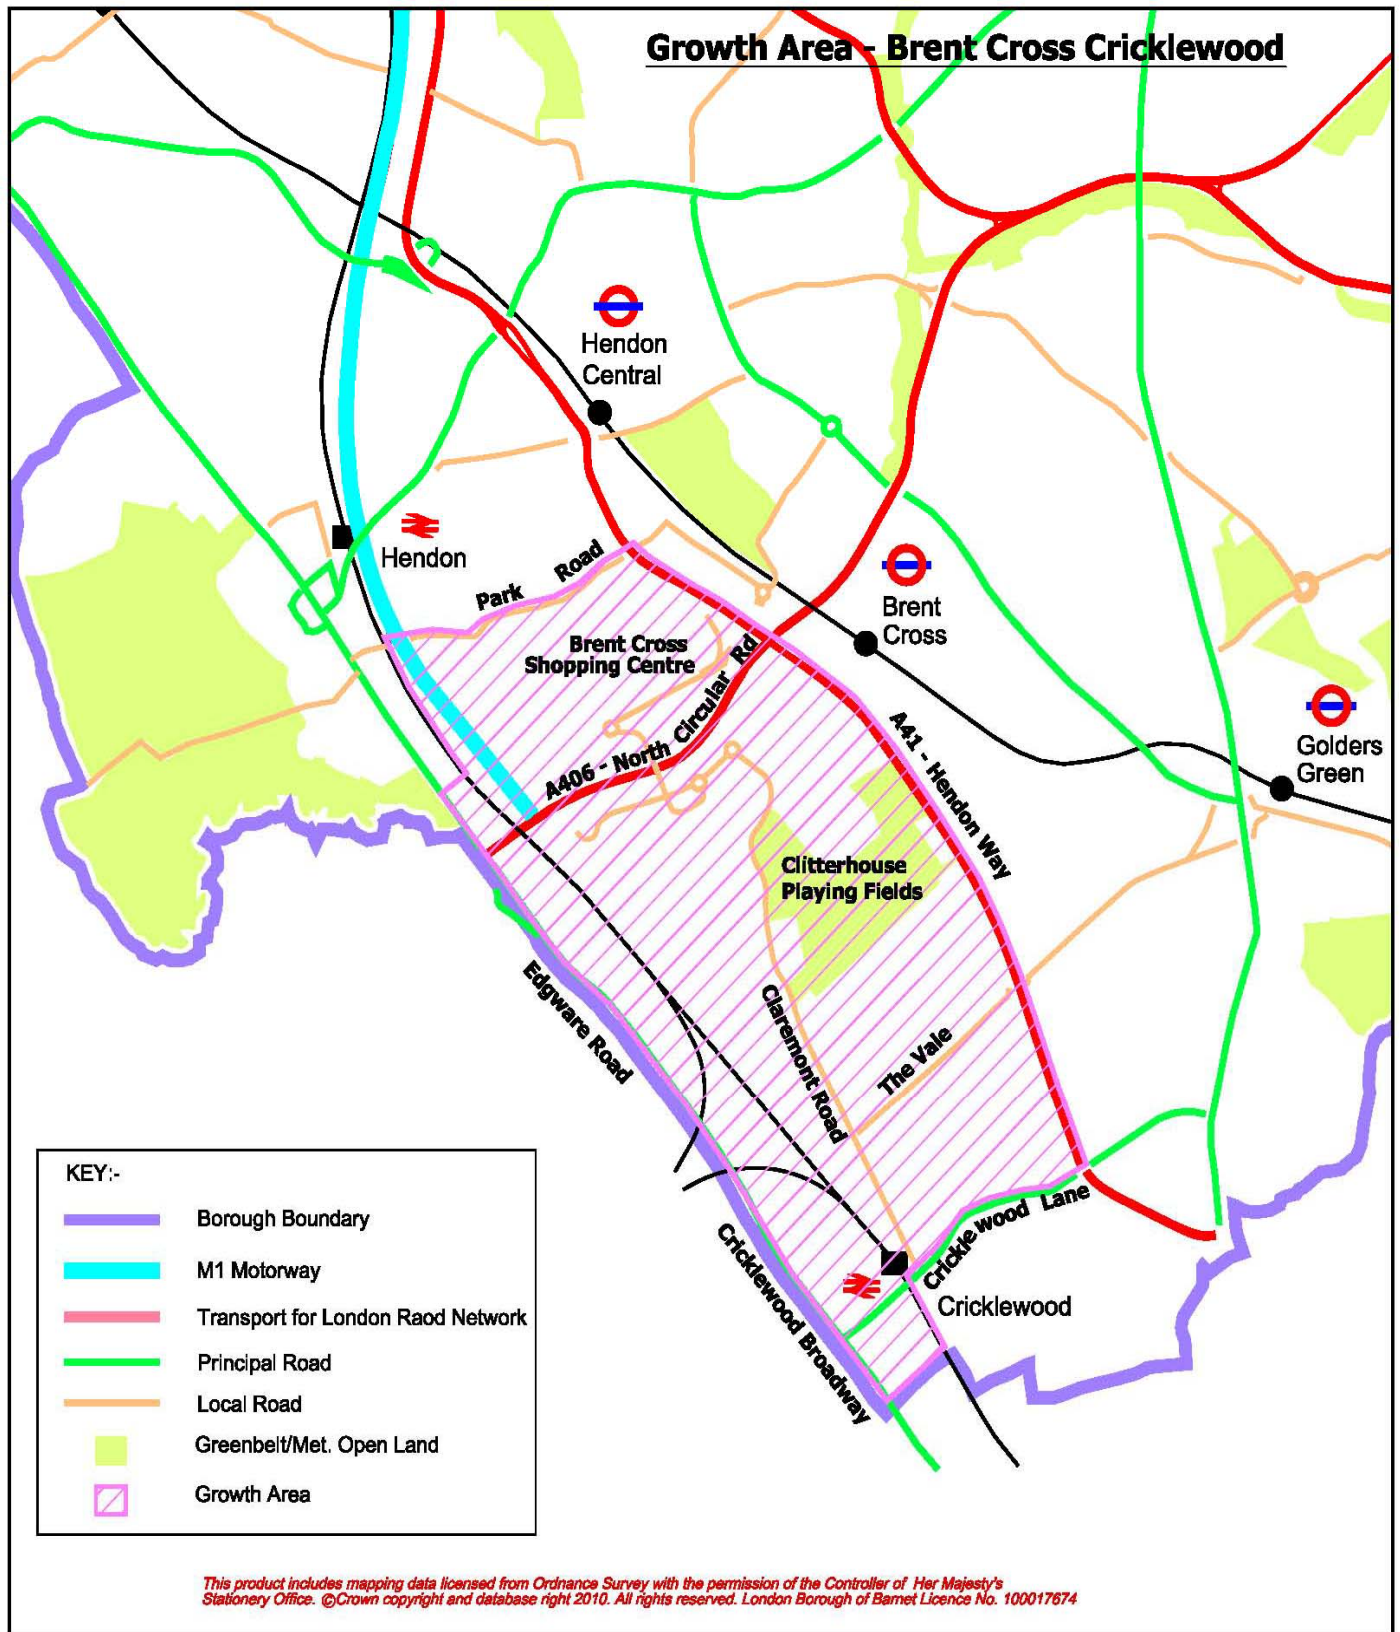 Growth Area - Brent Cross Cricklewood
Hendon
Central
Hendon
Park Road
Brent
Cross
Brent Cross
Shopping Centre
A406 - North Circular Rd
A41 - Hendon Way
Golders
Green
Clitterhouse
Playing Fields
Edgware Road
Claremont Road
The Vale
Cricklewood Lane
Cricklewood
Cricklewood Broadway
KEY:-
Borough Boundary
M1 Motorway
Transport for London Raod Network
Principal Road
Local Road
Greenbelt/Met. Open Land
Growth Area
This product includes mapping data licensed from Ordnance Survey with the permission of the Controller of Her Majesty's
Stationery Office. ©Crown copyright and database right 2010. All rights reserved. London Borough of Barnet Licence No. 100017674